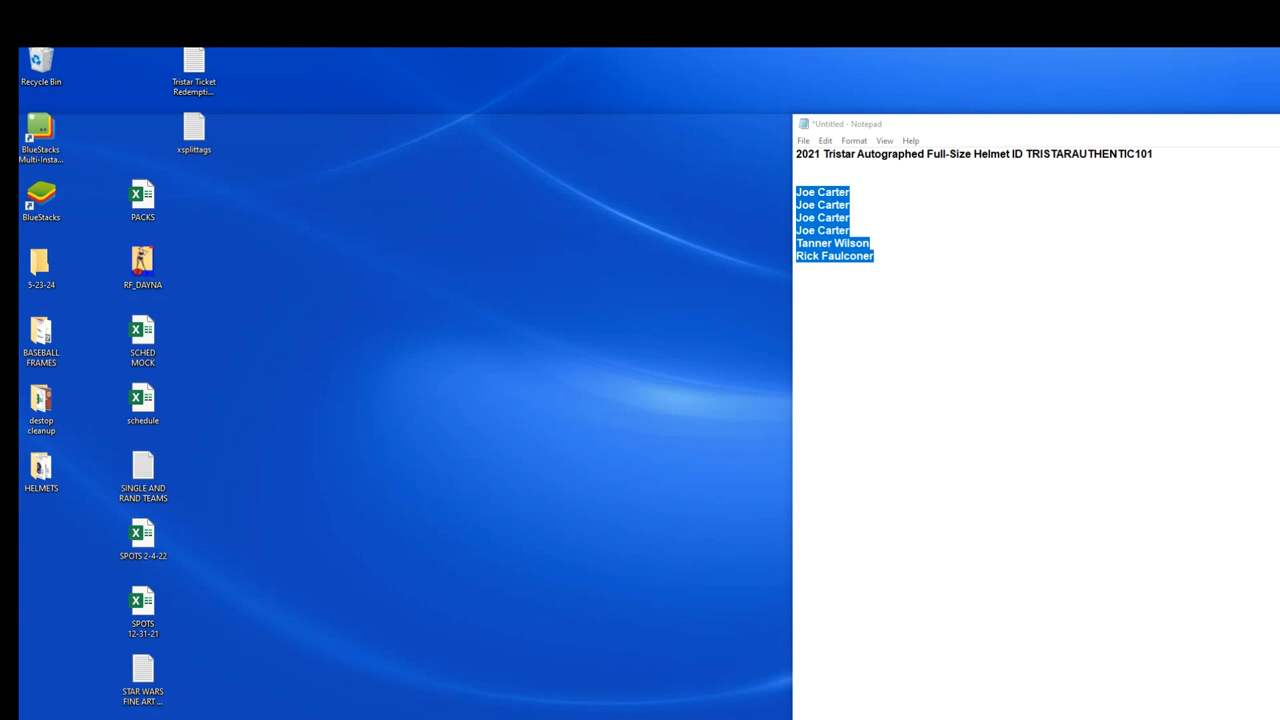 Recycle Bin
Tristar Ticket
Redempti...
BlueStacks
Multi-Insta...
xsplittags
BlueStacks
PACKS
5-23-24
RF_DAYNA
BASEBALL
FRAMES
SCHED
MOCK
destop
cleanup
schedule
HELMETS
SINGLE AND
RAND TEAMS
SPOTS 2-4-22
SPOTS
12-31-21
STAR WARS
FINE ART ...
*Untitled - Notepad
File Edit Format View Help
2021 Tristar Autographed Full-Size Helmet ID TRISTARAUTHENTIC101
Joe Carter
Joe Carter
Joe Carter
Joe Carter
Tanner Wilson
Rick Faulconer